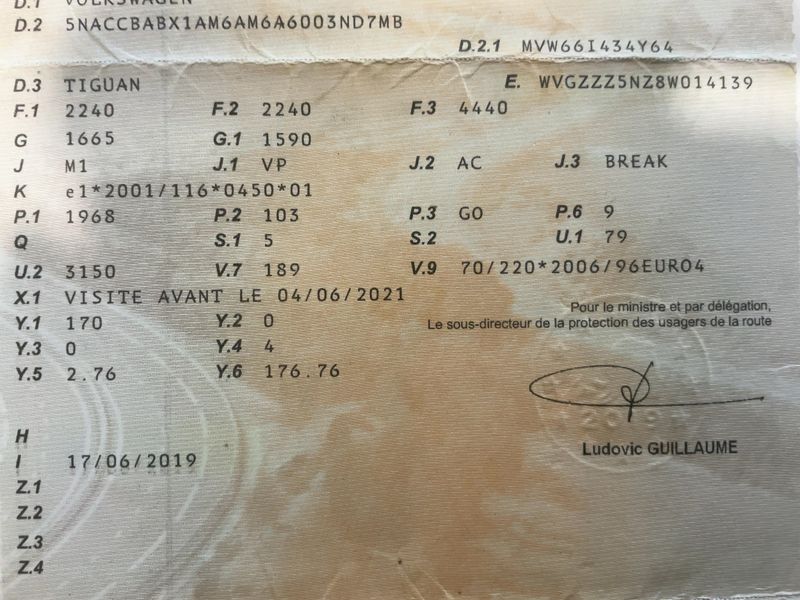 D.1 VOLKSWAGEN
D.2 5NACCBABX1AM6AM6A6003ND7MB
D.2.1 MVW66I434Y64
D.3 TIGUAN E. WVGZZZ5NZ8W014139
F.1 2240 F.2 2240 F.3 4440
G 1665 G.1 1590
J M1 J.1 VP J.2 AC J.3 BREAK
K e1*2001/116*0450*01
P.1 1968 P.2 103 P.3 GO P.6 9
Q S.1 5 S.2 U.1 79
U.2 3150 V.7 189 V.9 70/220*2006/96EURO4
X.1 VISITE AVANT LE 04/06/2021
Pour le ministre et par délégation,
Y.1 170 Y.2 0 Le sous-directeur de la protection des usagers de la route
Y.3 0 Y.4 4
Y.5 2.76 Y.6 176.76
H
Ludovic GUILLAUME
I 17/06/2019
Z.1
Z.2
Z.3
Z.4